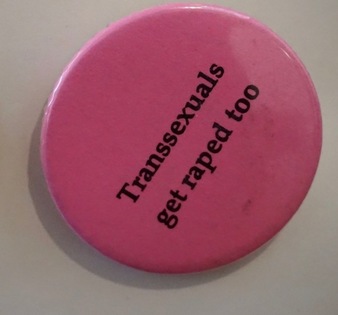 Transsexuals
get raped too